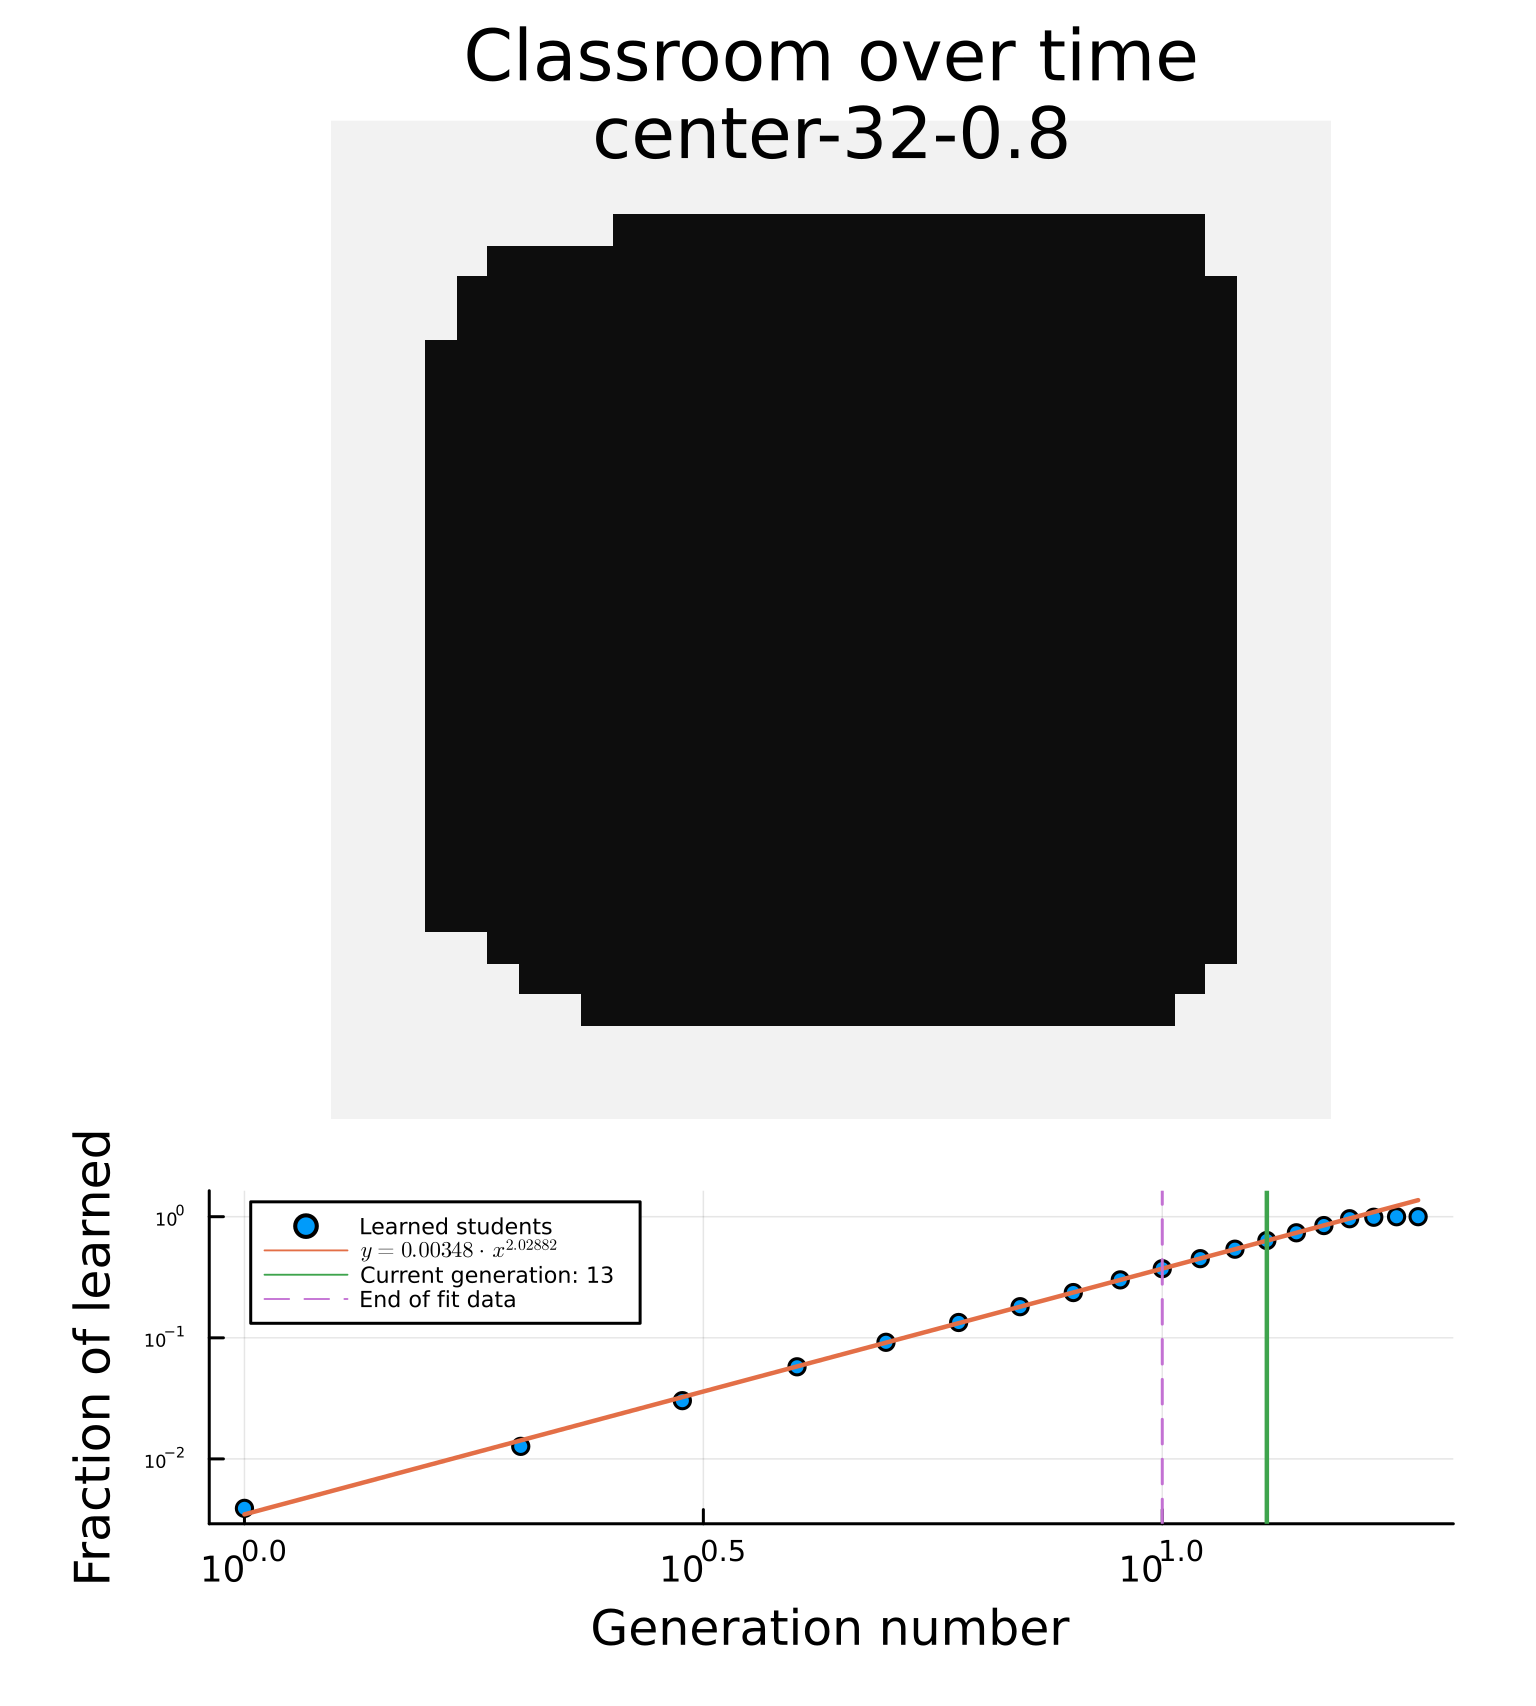 Classroom over time
center-32-0.8
Fraction of learned
10⁰
10⁻¹
10⁻²
Learned students
y = 0.00348 · x^2.02882
Current generation: 13
End of fit data
10^0.0
10^0.5
10^1.0
Generation number